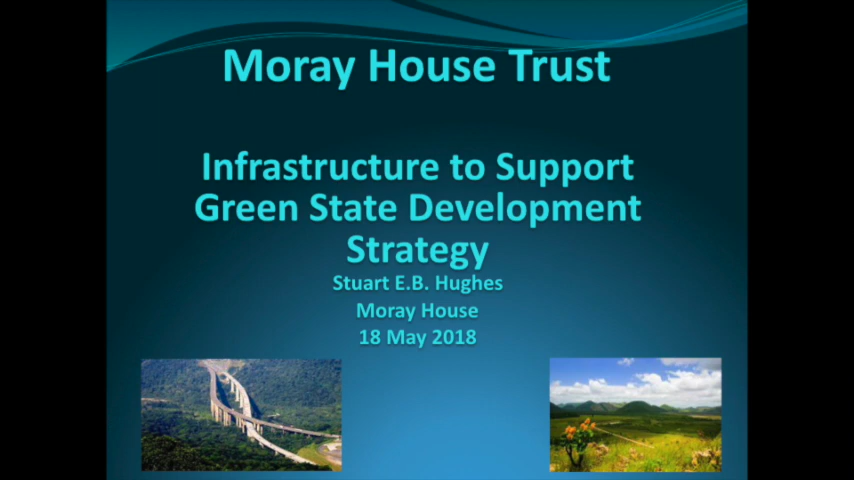 Moray House Trust
Infrastructure to Support
Green State Development
Strategy
Stuart E.B. Hughes
Moray House
18 May 2018